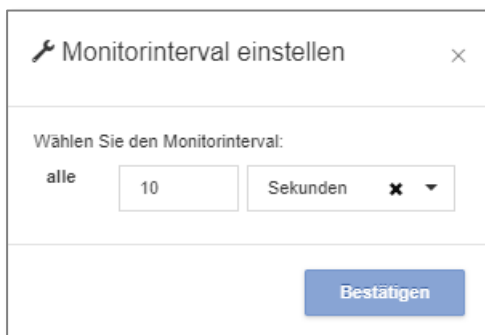 Monitorinterval einstellen
Wählen Sie den Monitorinterval:
alle 10 Sekunden
Bestätigen